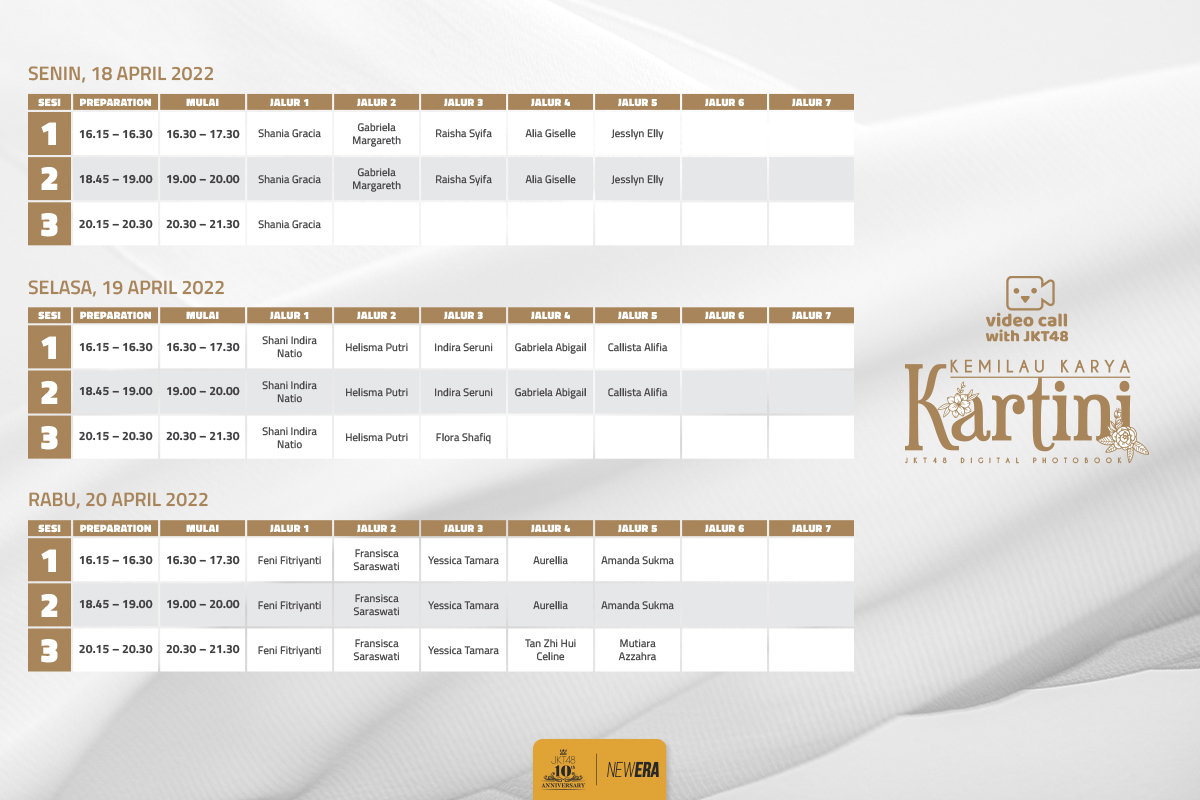 SENIN, 18 APRIL 2022
SESI PREPARATION MULAI JALUR 1 JALUR 2 JALUR 3 JALUR 4 JALUR 5 JALUR 6 JALUR 7
1 16.15 – 16.30 16.30 – 17.30 Shania Gracia Gabriela Margareth Raisha Syifa Alia Giselle Jesslyn Elly
2 18.45 – 19.00 19.00 – 20.00 Shania Gracia Gabriela Margareth Raisha Syifa Alia Giselle Jesslyn Elly
3 20.15 – 20.30 20.30 – 21.30 Shania Gracia
SELASA, 19 APRIL 2022
SESI PREPARATION MULAI JALUR 1 JALUR 2 JALUR 3 JALUR 4 JALUR 5 JALUR 6 JALUR 7
1 16.15 – 16.30 16.30 – 17.30 Shani Indira Natio Helisma Putri Indira Seruni Gabriela Abigail Callista Alifia
2 18.45 – 19.00 19.00 – 20.00 Shani Indira Natio Helisma Putri Indira Seruni Gabriela Abigail Callista Alifia
3 20.15 – 20.30 20.30 – 21.30 Shani Indira Natio Helisma Putri Flora Shafiq
RABU, 20 APRIL 2022
SESI PREPARATION MULAI JALUR 1 JALUR 2 JALUR 3 JALUR 4 JALUR 5 JALUR 6 JALUR 7
1 16.15 – 16.30 16.30 – 17.30 Feni Fitriyanti Fransisca Saraswati Yessica Tamara Aurellia Amanda Sukma
2 18.45 – 19.00 19.00 – 20.00 Feni Fitriyanti Fransisca Saraswati Yessica Tamara Aurellia Amanda Sukma
3 20.15 – 20.30 20.30 – 21.30 Feni Fitriyanti Fransisca Saraswati Yessica Tamara Tan Zhi Hui Celine Mutiara Azzahra
video call
with JKT48
KEMILAU KARYA
Kartini
JKT48 DIGITAL PHOTOBOOK
JKT48
10th
ANNIVERSARY
NEWERA